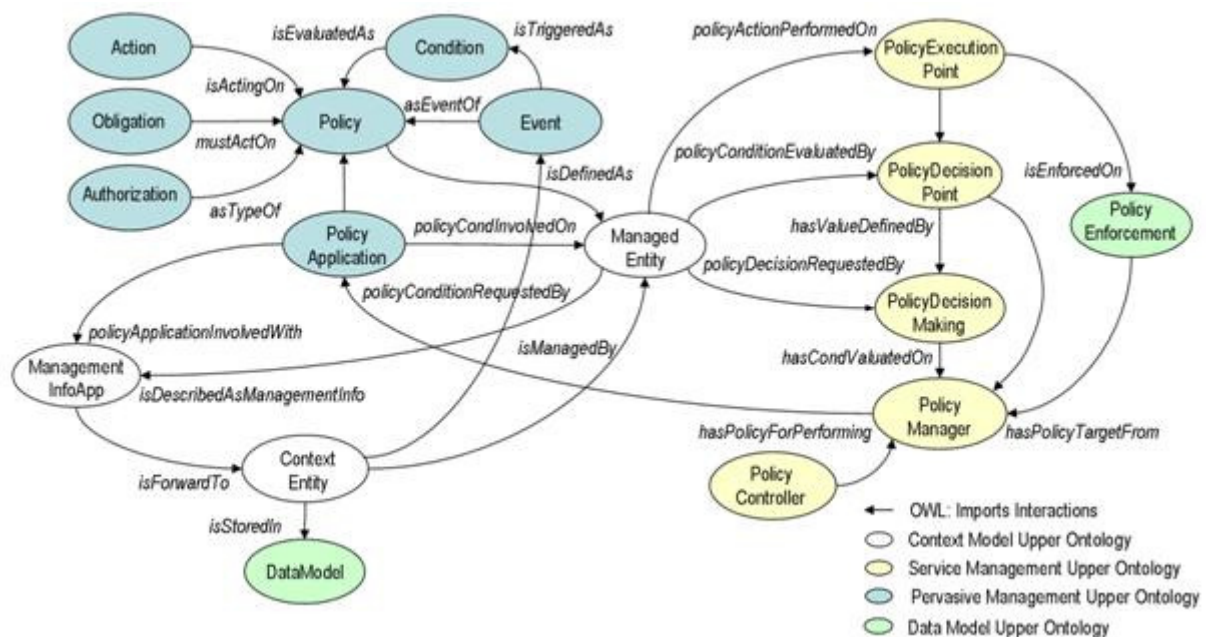 Action
isEvaluatedAs
Condition
isTriggeredAs
policyActionPerformedOn
PolicyExecution
Point
isActingOn
Obligation
mustActOn
Policy
asEventOf
Event
Authorization
asTypeOf
isDefinedAs
policyConditionEvaluatedBy
PolicyDecision
Point
isEnforcedOn
Policy
Enforcement
Policy
Application
policyCondInvolvedOn
Managed
Entity
hasValueDefinedBy
policyDecisionRequestedBy
policyConditionRequestedBy
PolicyDecision
Making
policyApplicationInvolvedWith
isManagedBy
hasCondValuatedOn
Management
InfoApp
isDescribedAsManagementInfo
Policy
Manager
hasPolicyForPerforming
hasPolicyTargetFrom
Context
Entity
isForwardTo
Policy
Controller
isStoredIn
DataModel
OWL: Imports Interactions
Context Model Upper Ontology
Service Management Upper Ontology
Pervasive Management Upper Ontology
Data Model Upper Ontology